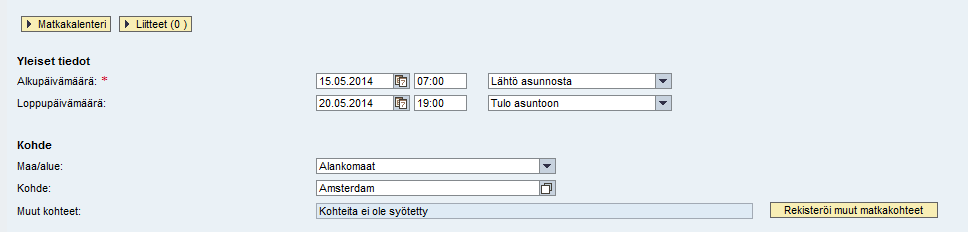 Matkakalenteri Liitteet (0 )
Yleiset tiedot
Alkupäivämäärä: * 15.05.2014 07:00 Lähtö asunnosta
Loppupäivämäärä: 20.05.2014 19:00 Tulo asuntoon
Kohde
Maa/alue: Alankomaat
Kohde: Amsterdam
Muut kohteet: Kohteita ei ole syötetty Rekisteröi muut matkakohteet